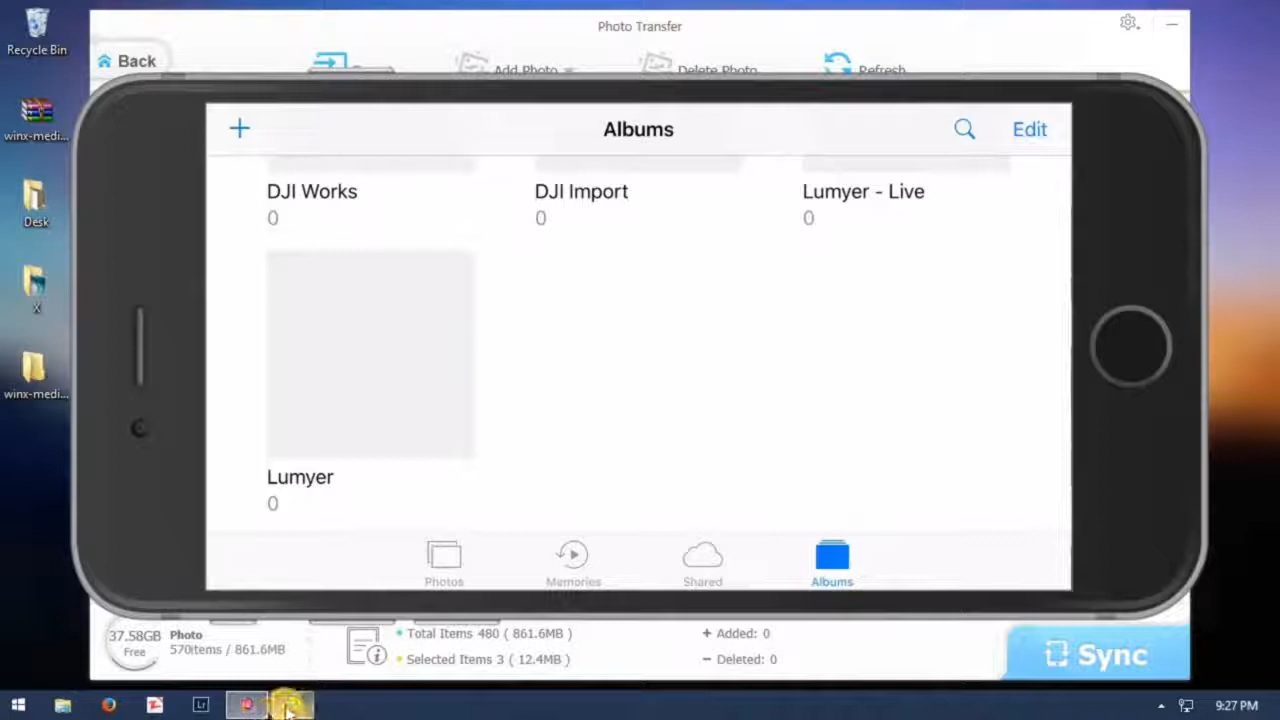 Photo Transfer
Recycle Bin
Back
Add Photo
Delete Photo
Refresh
Albums
Edit
winx-medi...
DJI Works
DJI Import
Lumyer - Live
0
0
0
Desk
X
winx-medi...
Lumyer
0
Photos
Memories
Shared
Albums
37.58GB
Free
Photo
570items / 861.6MB
Total Items 480 ( 861.6MB )
Selected Items 3 ( 12.4MB )
+ Added: 0
− Deleted: 0
Sync
Lr
9:27 PM